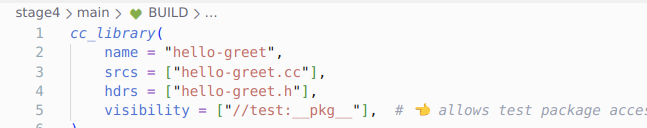 stage4 > main > 💚 BUILD > ...
1 cc_library(
2 name = "hello-greet",
3 srcs = ["hello-greet.cc"],
4 hdrs = ["hello-greet.h"],
5 visibility = ["//test:__pkg__"], # 👈 allows test package acces